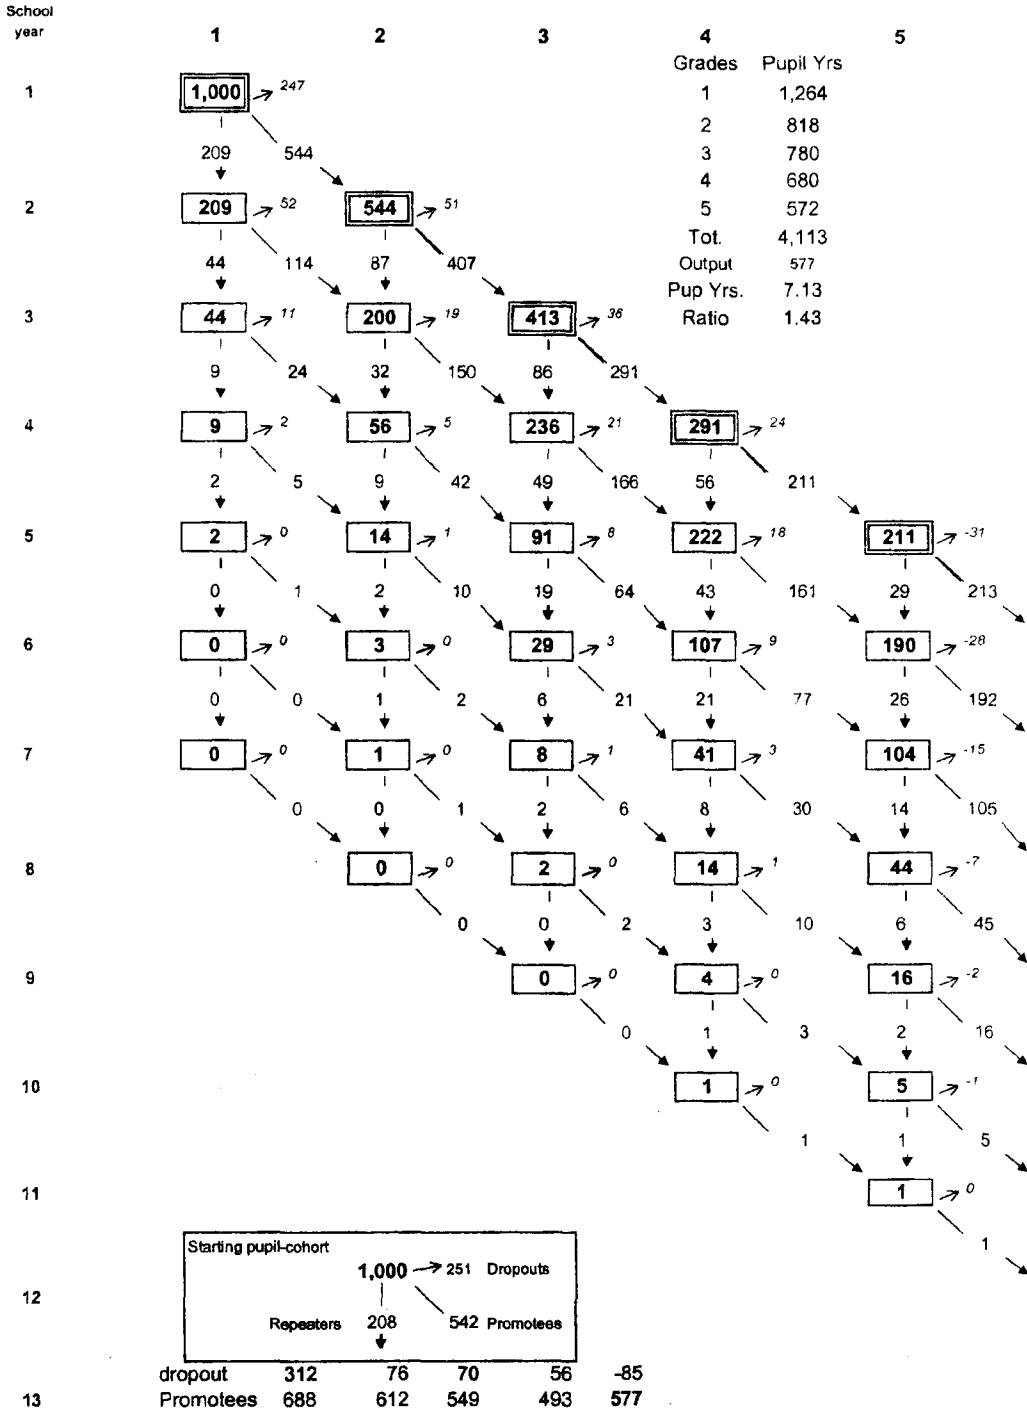 School
year
1 2 3 4 5
Grades Pupil Yrs
1 1,000 247 1 1,264
2 818
209 544 3 780
4 680
2 209 52 544 51 5 572
Tot. 4,113
44 114 87 407 Output 577
Pup Yrs. 7.13
3 44 11 200 19 413 36 Ratio 1.43
9 24 32 150 86 291
4 9 2 56 5 236 21 291 24
2 5 9 42 49 166 56 211
5 2 0 14 1 91 8 222 18 211 -31
0 1 2 10 19 64 43 161 29 213
6 0 0 3 0 29 3 107 9 190 -28
0 0 1 2 6 21 21 77 26 192
7 0 0 1 0 8 1 41 3 104 -15
0 0 1 2 6 8 30 14 105
8 0 0 2 0 14 1 44 -7
0 0 2 3 10 6 45
9 0 0 4 0 16 -2
0 1 3 2 16
10 1 0 5 -1
1 1 5
11 1 0
1
Starting pupil-cohort
1,000 251 Dropouts
12
Repeaters 208 542 Promotees
dropout 312 76 70 56 -85
13 Promotees 688 612 549 493 577